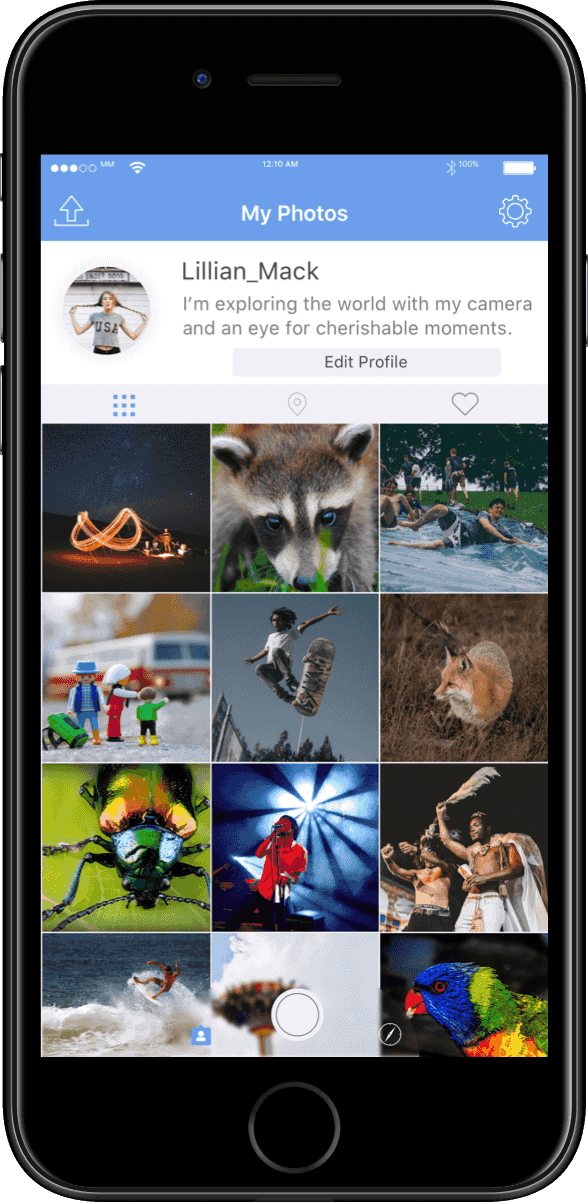 MM
12:10 AM
100%
My Photos
Lillian_Mack
I'm exploring the world with my camera
and an eye for cherishable moments.
Edit Profile
USA